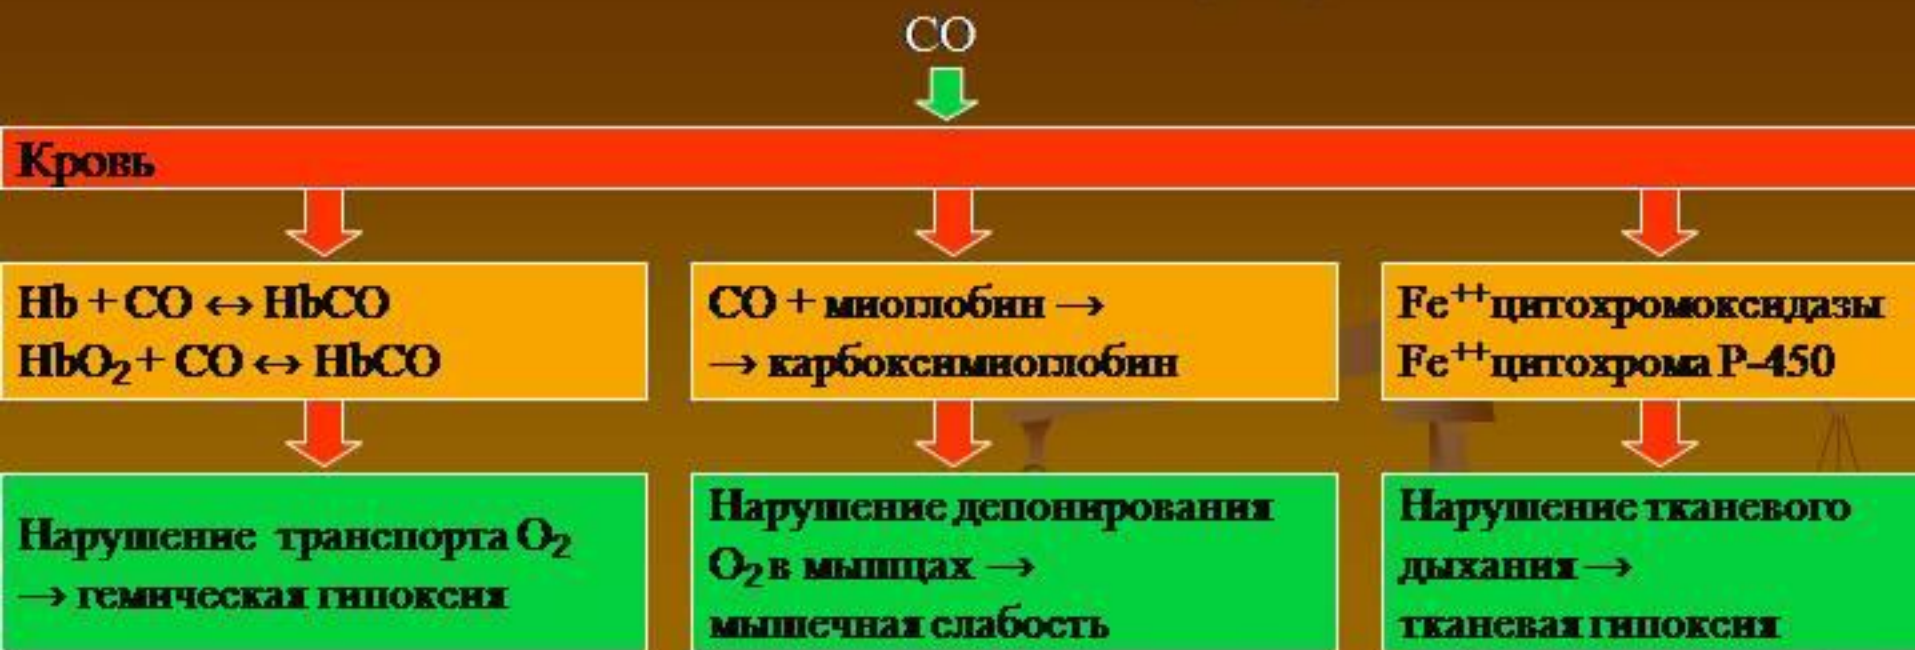 CO
Кровь
Hb + CO ↔ HbCO
HbO₂ + CO ↔ HbCO
CO + миоглобин →
→ карбоксимиоглобин
Fe⁺⁺цитохромоксидазы
Fe⁺⁺цитохрома P-450
Нарушение транспорта O₂
→ гемическая гипоксия
Нарушение депонирования
O₂ в мышцах →
мышечная слабость
Нарушение тканевого
дыхания →
тканевая гипоксия